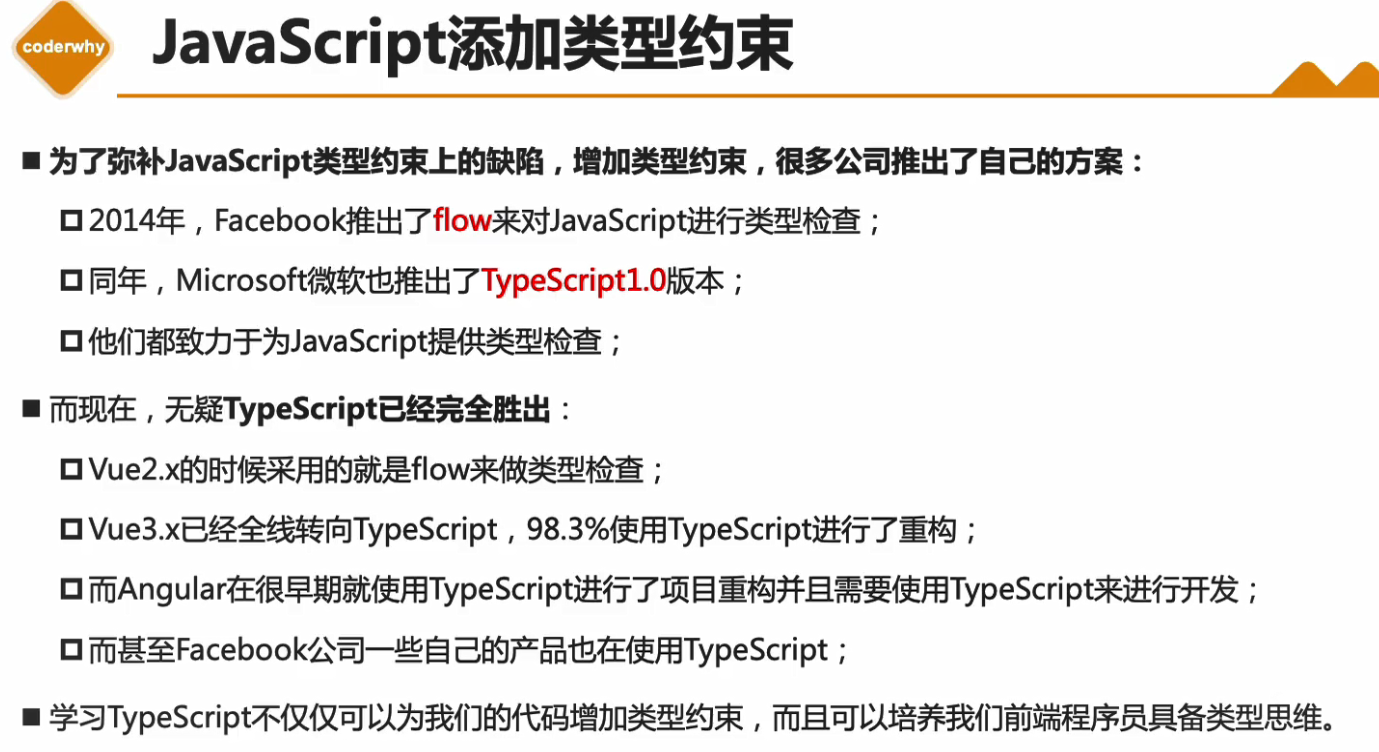 coderwhy
JavaScript添加类型约束
为了弥补JavaScript类型约束上的缺陷，增加类型约束，很多公司推出了自己的方案：
2014年，Facebook推出了flow来对JavaScript进行类型检查；
同年，Microsoft微软也推出了TypeScript1.0版本；
他们都致力于为JavaScript提供类型检查；
而现在，无疑TypeScript已经完全胜出：
Vue2.x的时候采用的就是flow来做类型检查；
Vue3.x已经全线转向TypeScript，98.3%使用TypeScript进行了重构；
而Angular在很早期就使用TypeScript进行了项目重构并且需要使用TypeScript来进行开发；
而甚至Facebook公司一些自己的产品也在使用TypeScript；
学习TypeScript不仅仅可以为我们的代码增加类型约束，而且可以培养我们前端程序员具备类型思维。